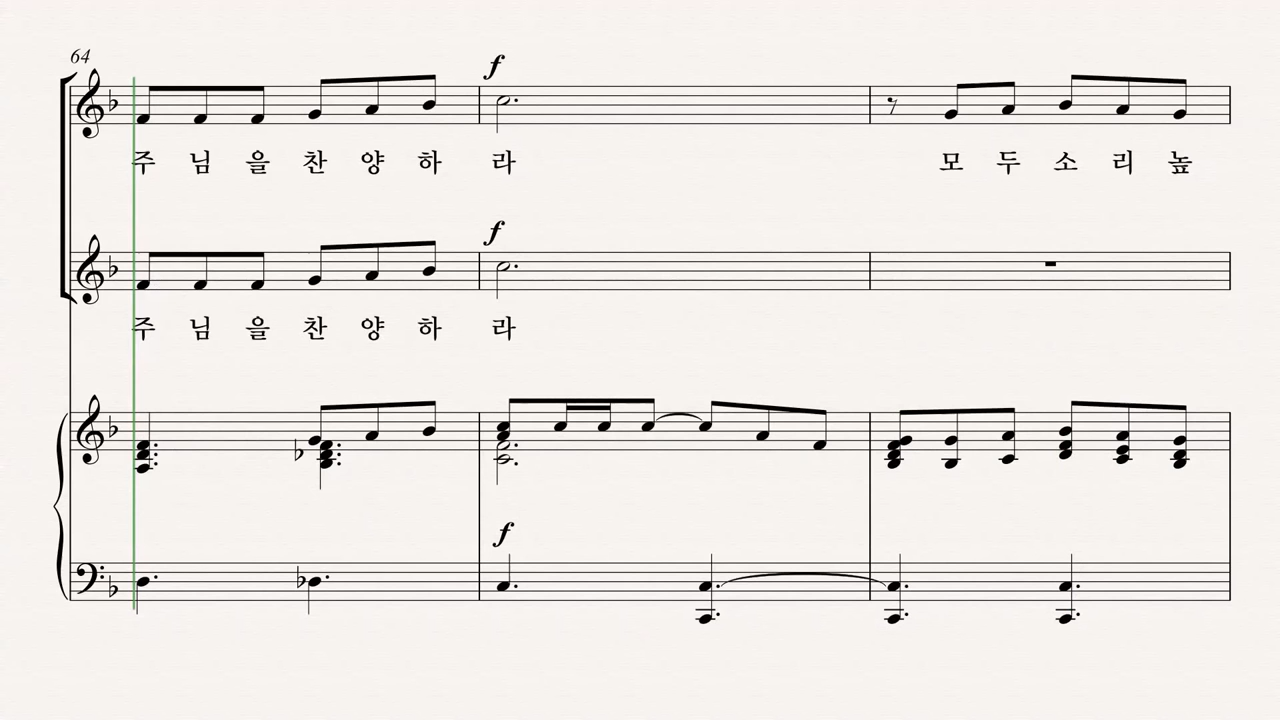 64
f
주 님 을 찬 양 하 라 모 두 소 리 높
f
주 님 을 찬 양 하 라
f